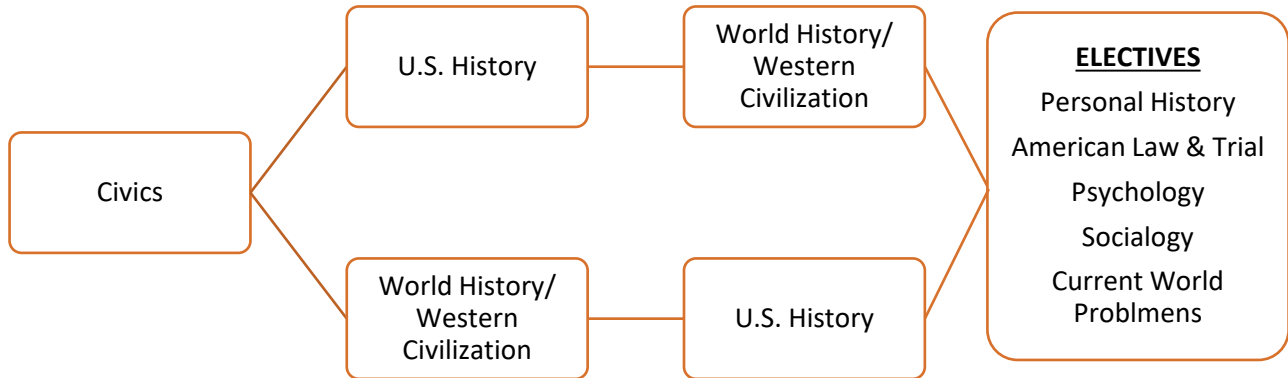 Civics
U.S. History
World History/
Western
Civilization
World History/
Western
Civilization
U.S. History
ELECTIVES
Personal History
American Law & Trial
Psychology
Socialogy
Current World
Problmens